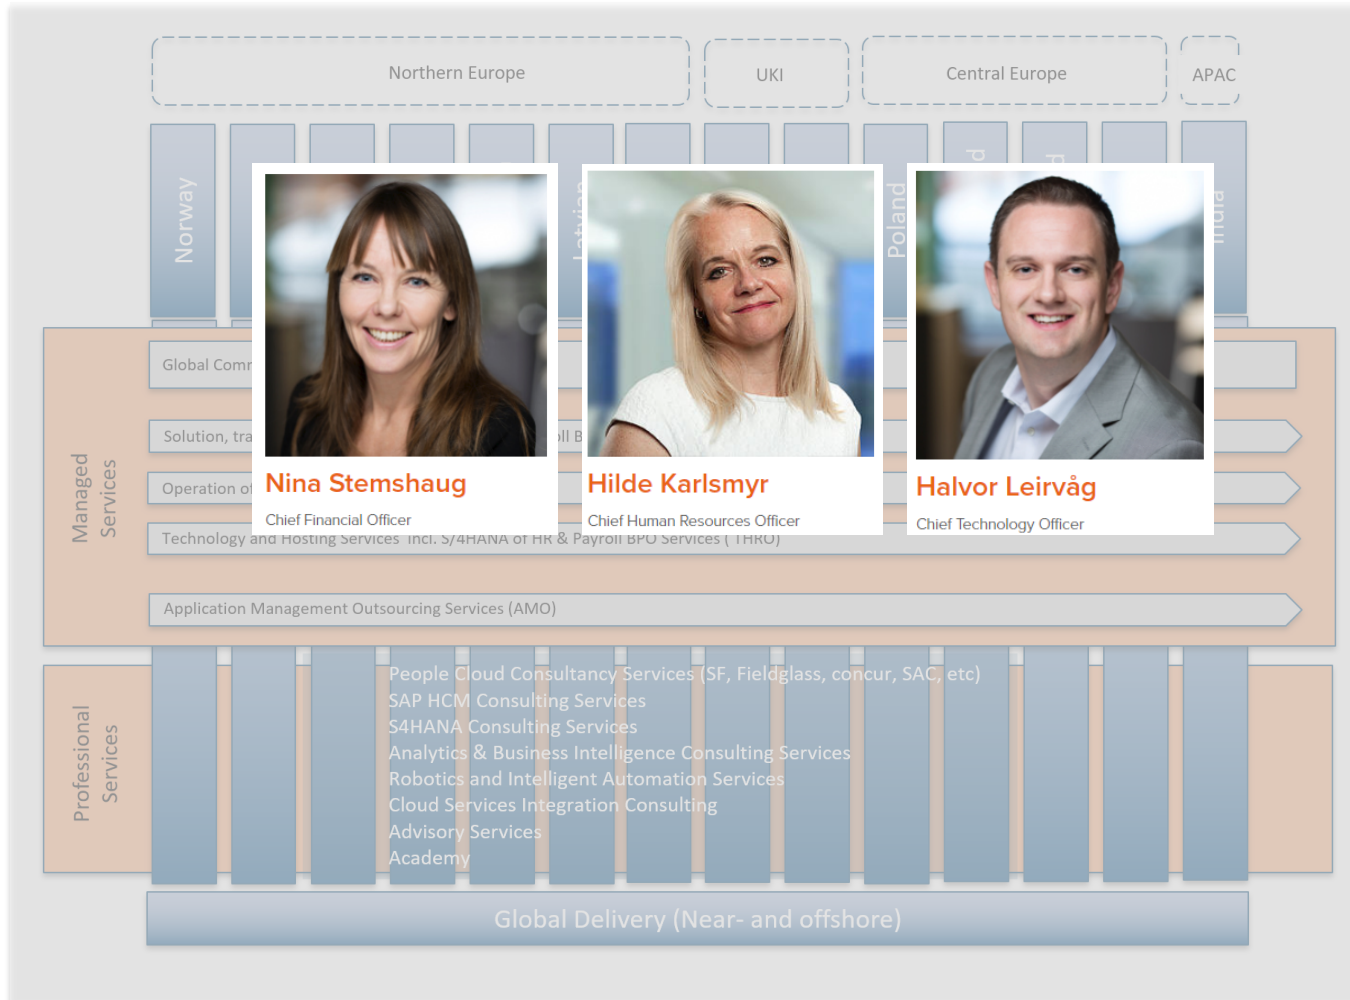 Northern Europe
UKI
Central Europe
APAC
Norway
Poland
India
Global
Solution,
Operation of
Technology and Hosting Services incl. S/4HANA of HR & Payroll BPO Services ( THRO)
Application Management Outsourcing Services (AMO)
Managed
Services
Nina Stemshaug
Chief Financial Officer
Hilde Karlsmyr
Chief Human Resources Officer
Halvor Leirvåg
Chief Technology Officer
Professional
Services
People Cloud Consultancy Services (SF, Fieldglass, concur, SAC, etc)
SAP HCM Consulting Services
S4HANA Consulting Services
Analytics & Business Intelligence Consulting Services
Robotics and Intelligent Automation Services
Cloud Services Integration Consulting
Advisory Services
Academy
Global Delivery (Near- and offshore)